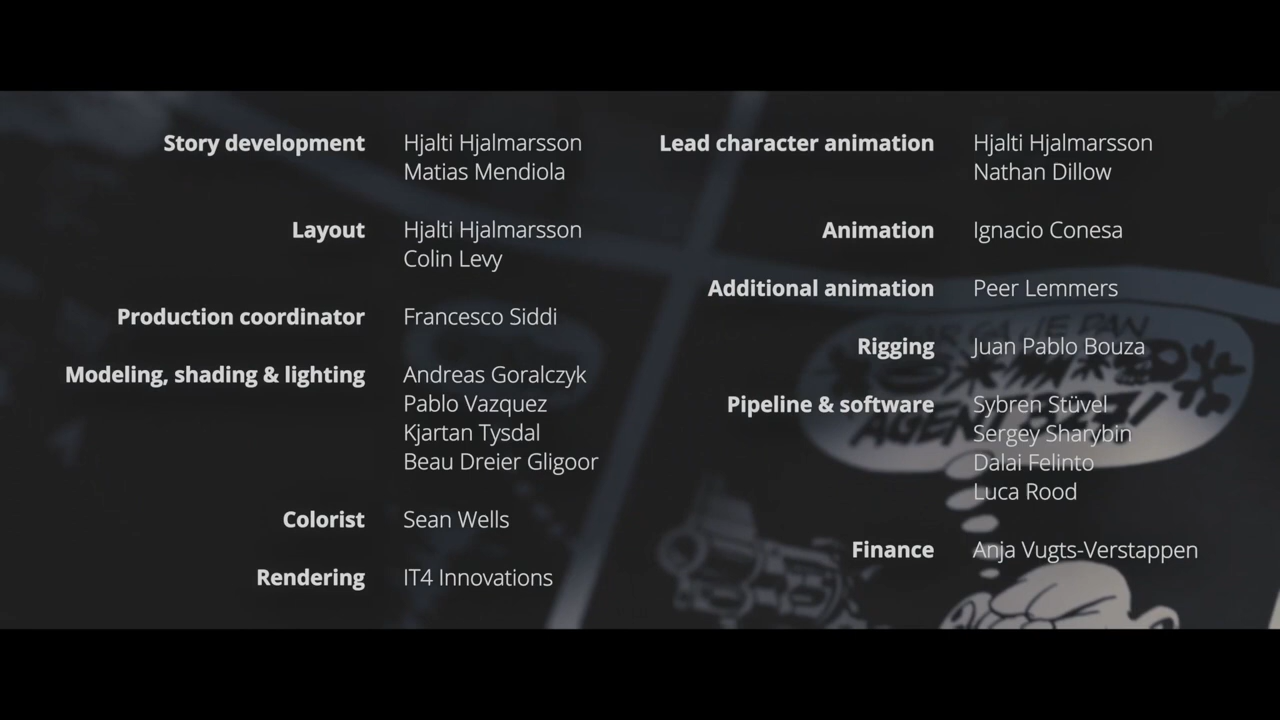 Story development Hjalti Hjalmarsson
Matias Mendiola
Layout Hjalti Hjalmarsson
Colin Levy
Production coordinator Francesco Siddi
Modeling, shading & lighting Andreas Goralczyk
Pablo Vazquez
Kjartan Tysdal
Beau Dreier Gligoor
Colorist Sean Wells
Rendering IT4 Innovations
Lead character animation Hjalti Hjalmarsson
Nathan Dillow
Animation Ignacio Conesa
Additional animation Peer Lemmers
Rigging Juan Pablo Bouza
Pipeline & software Sybren Stüvel
Sergey Sharybin
Dalai Felinto
Luca Rood
Finance Anja Vugts-Verstappen